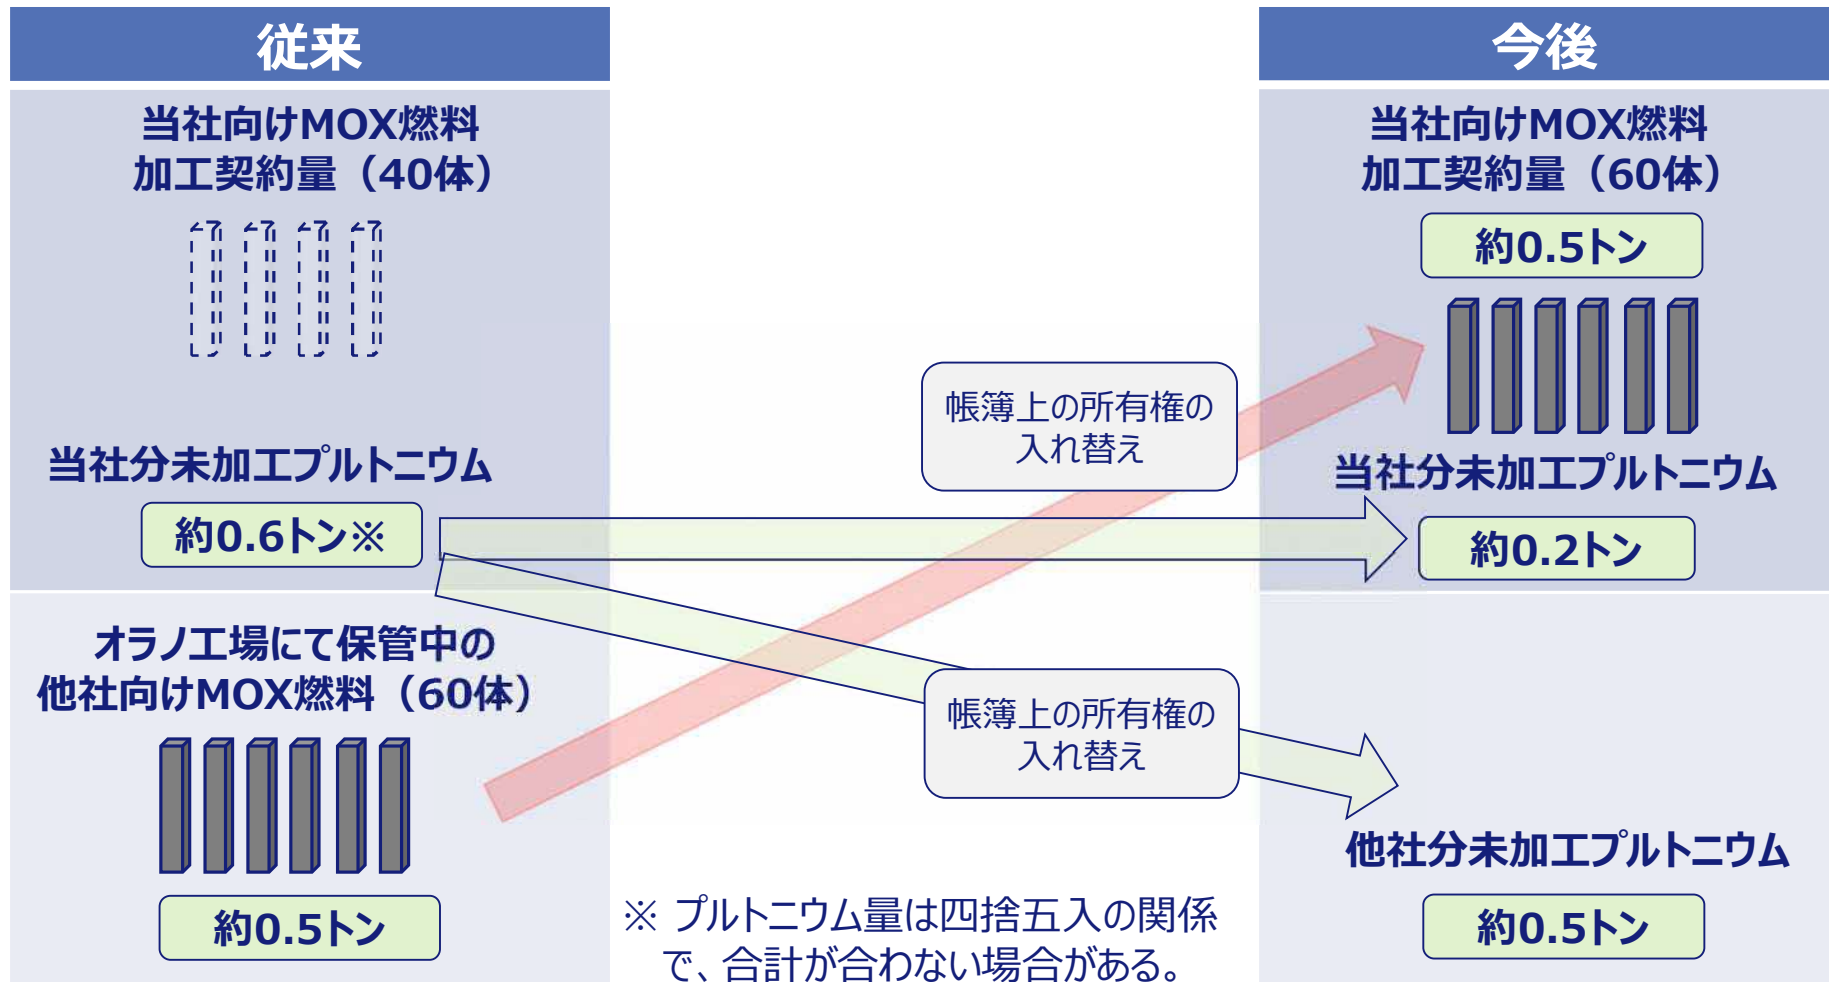 従来
当社向けMOX燃料
加工契約量（40体）
当社分未加工プルトニウム
約0.6トン※
オラノ工場にて保管中の
他社向けMOX燃料（60体）
約0.5トン
帳簿上の所有権の
入れ替え
帳簿上の所有権の
入れ替え
※ プルトニウム量は四捨五入の関係
で、合計が合わない場合がある。
今後
当社向けMOX燃料
加工契約量（60体）
約0.5トン
当社分未加工プルトニウム
約0.2トン
他社分未加工プルトニウム
約0.5トン